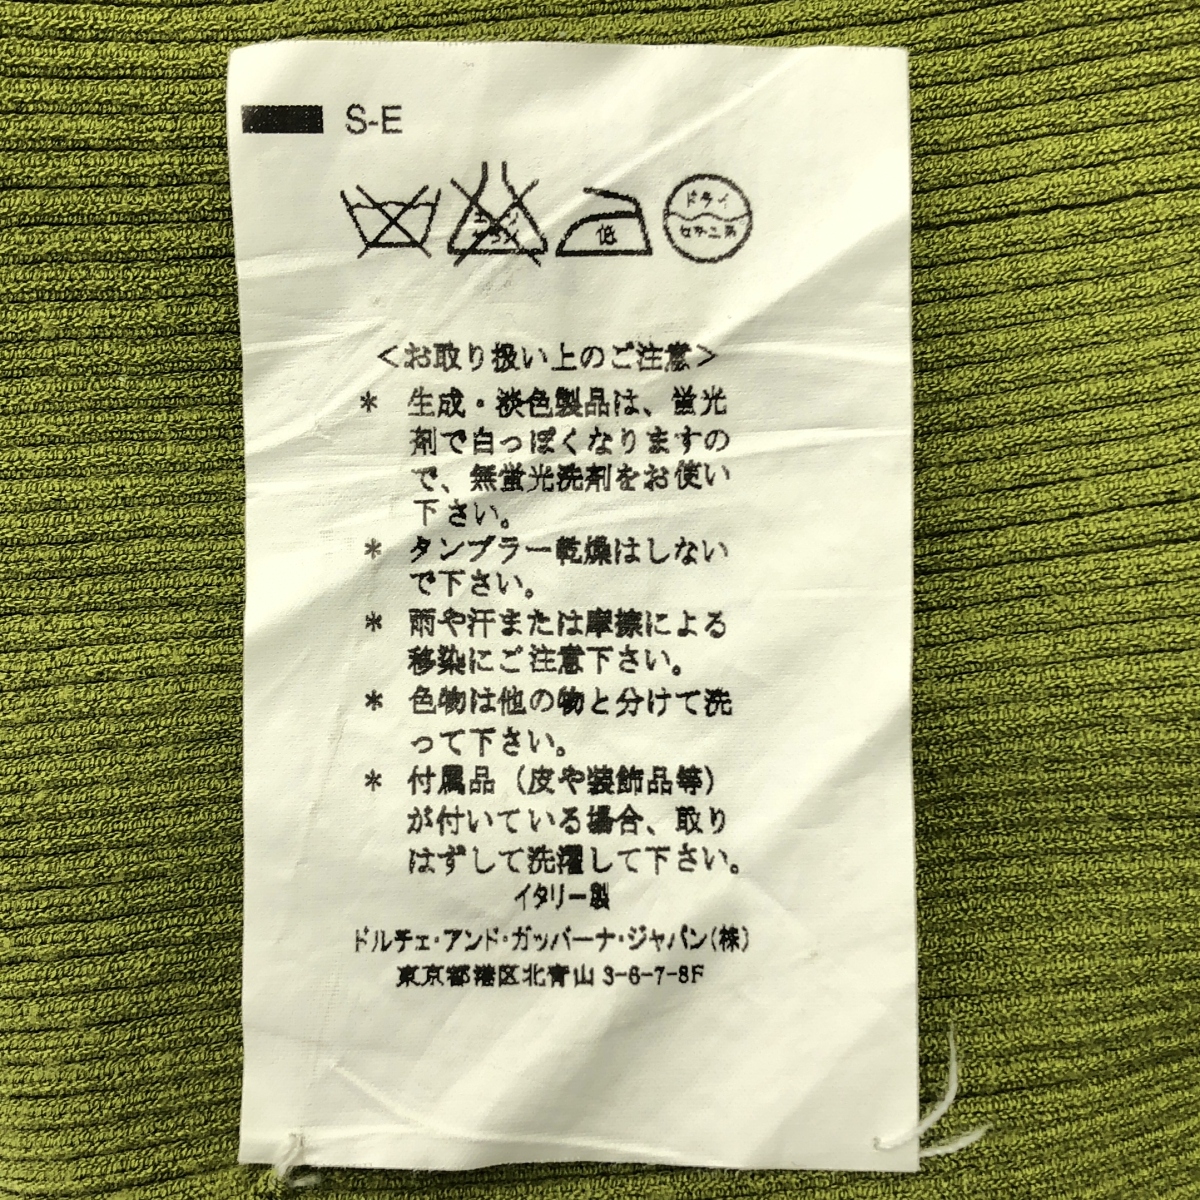 S-E
エンソ
サラシ
低
ドライ
セキユ系
<お取り扱い上のご注意>
* 生成・淡色製品は、蛍光
剤で白っぽくなりますの
で、無蛍光洗剤をお使い
下さい。
* タンブラー乾燥はしない
で下さい。
* 雨や汗または摩擦による
移染にご注意下さい。
* 色物は他の物と分けて洗
って下さい。
* 付属品（皮や装飾品等）
が付いている場合、取り
はずして洗濯して下さい。
イタリー製
ドルチェ・アンド・ガッバーナ・ジャパン（株）
東京都港区北青山 3-6-7-8F